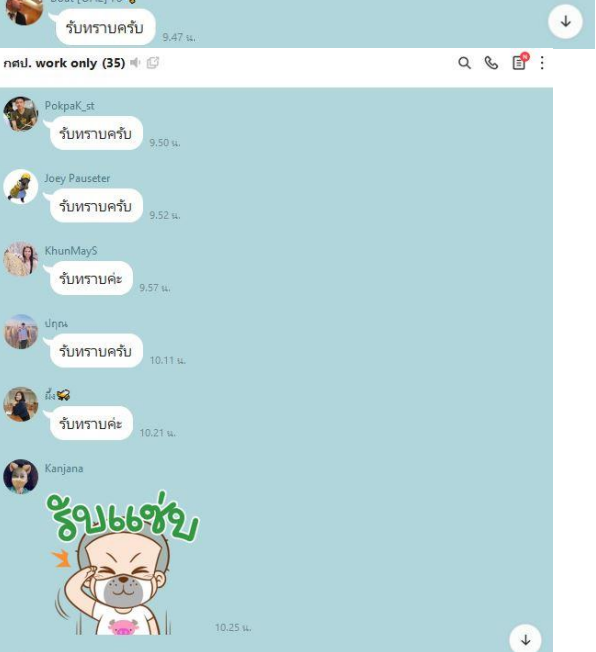 รับทราบครับ
9.47 น.
กศป. work only (35)
PokpaK_st
รับทราบครับ
9.50 น.
Joey Pauseter
รับทราบครับ
9.52 น.
KhunMayS
รับทราบค่ะ
9.57 น.
ปกุณ
รับทราบครับ
10.11 น.
ผึ้ง
รับทราบค่ะ
10.21 น.
Kanjana
รับแซ่บ
10.25 น.